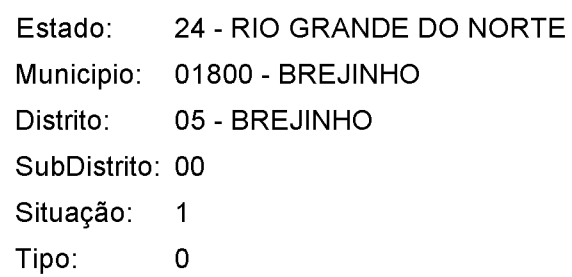 Estado: 24 - RIO GRANDE DO NORTE
Municipio: 01800 - BREJINHO
Distrito: 05 - BREJINHO
SubDistrito: 00
Situação: 1
Tipo: 0